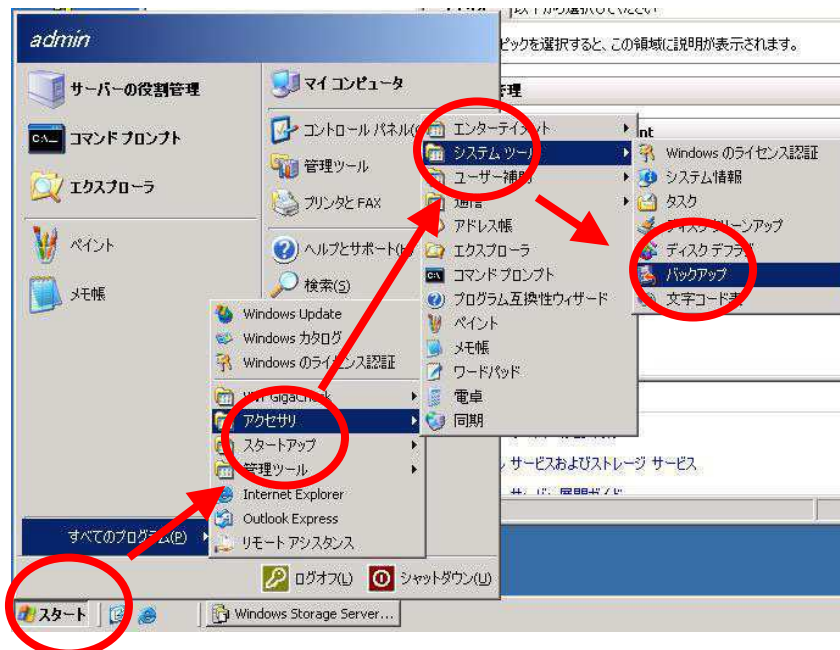 以下から選択してください
admin
ピックを選択すると、この領域に説明が表示されます。
サーバーの役割管理
マイ コンピュータ
理
コマンド プロンプト
コントロール パネル(
エンターテイメント
nt
管理ツール
システム ツール
Windows のライセンス認証
エクスプローラ
ユーザー補助
システム情報
プリンタと FAX
通信
タスク
アドレス帳
ディスク クリーンアップ
ペイント
ヘルプとサポート(H)
エクスプローラ
ディスク デフラグ
コマンド プロンプト
バックアップ
メモ帳
検索(S)
プログラム互換性ウィザード
文字コード表
Windows Update
ペイント
Windows カタログ
メモ帳
Windows のライセンス認証
ワードパッド
GigaCheck
電卓
アクセサリ
同期
スタートアップ
サービスおよびストレージ サービス
管理ツール
Internet Explorer
Outlook Express
すべてのプログラム(P)
リモート アシスタンス
ログオフ(L)
シャットダウン(U)
スタート
Windows Storage Server...